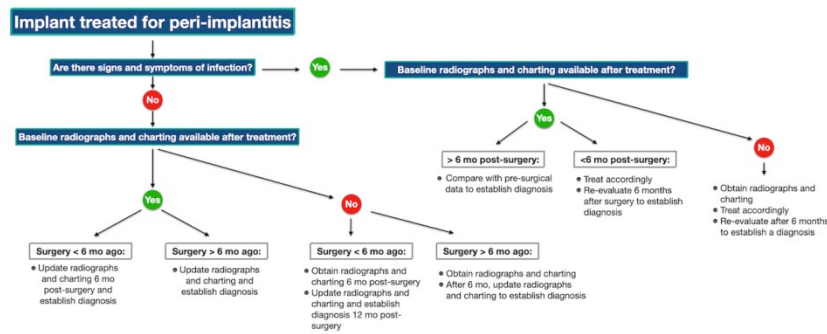 Implant treated for peri-implantitis
Are there signs and symptoms of infection?
Yes
Baseline radiographs and charting available after treatment?
No
Baseline radiographs and charting available after treatment?
Yes
No
> 6 mo post-surgery:
• Compare with pre-surgical
data to establish diagnosis
<6 mo post-surgery:
• Treat accordingly
• Re-evaluate 6 months
after surgery to establish
diagnosis
• Obtain radiographs and
charting
• Treat accordingly
• Re-evaluate after 6 months
to establish a diagnosis
Yes
No
Surgery < 6 mo ago:
• Update radiographs
and charting 6 mo
post-surgery and
establish diagnosis
Surgery > 6 mo ago:
• Update radiographs
and charting and
establish diagnosis
Surgery < 6 mo ago:
• Obtain radiographs and
charting 6 mo post-surgery
• Update radiographs and
charting and establish
diagnosis 12 mo post-
surgery
Surgery > 6 mo ago:
• Obtain radiographs and charting
• After 6 mo, update radiographs
and charting to establish diagnosis